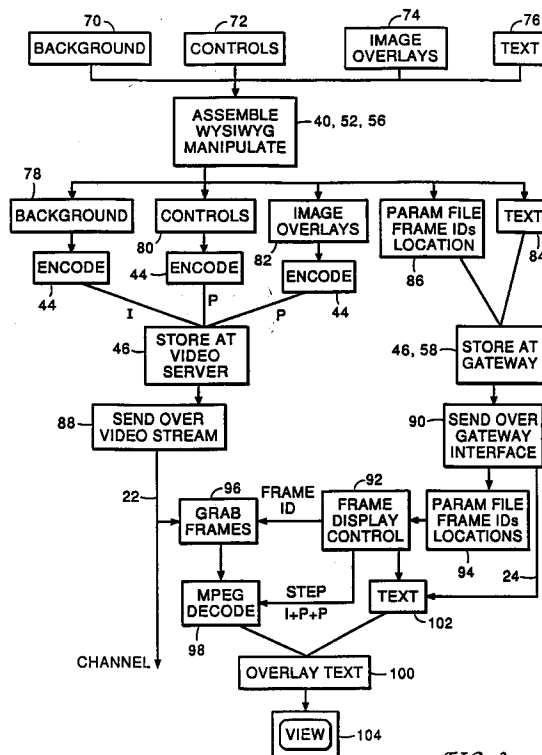 70 72 74 76
BACKGROUND CONTROLS IMAGE OVERLAYS TEXT
ASSEMBLE
WYSIWYG
MANIPULATE
40, 52, 56
78
BACKGROUND CONTROLS IMAGE OVERLAYS PARAM FILE FRAME IDs LOCATION TEXT
80 82 86 84
ENCODE ENCODE ENCODE
44 44 44
I P P
46
STORE AT
VIDEO
SERVER
46, 58
STORE AT
GATEWAY
88
SEND OVER
VIDEO STREAM
90
SEND OVER
GATEWAY
INTERFACE
22
96
GRAB
FRAMES
FRAME
ID
92
FRAME
DISPLAY
CONTROL
PARAM FILE
FRAME IDs
LOCATIONS
94
24
MPEG
DECODE
98
STEP
I+P+P
TEXT
102
CHANNEL
OVERLAY TEXT
100
VIEW
104